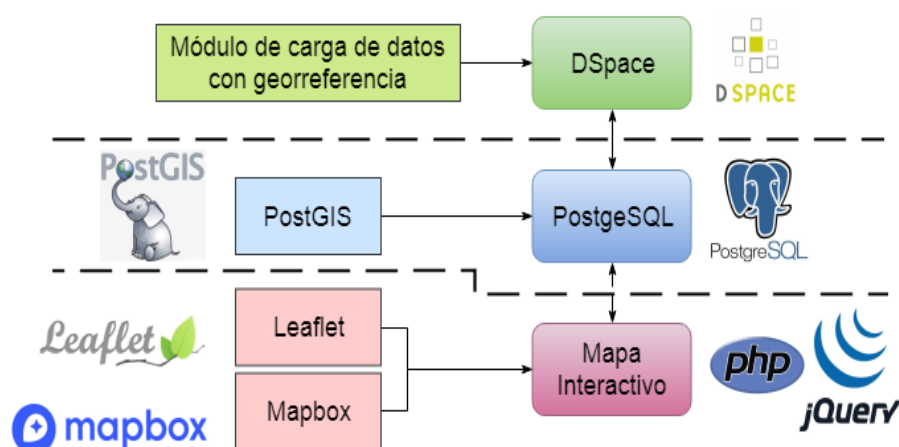 Módulo de carga de datos
con georreferencia
DSpace
DSPACE
PostGIS
PostGIS
PostgeSQL
PostgreSQL
Leaflet
Leaflet
Mapa
Interactivo
php
jQuery
mapbox
Mapbox